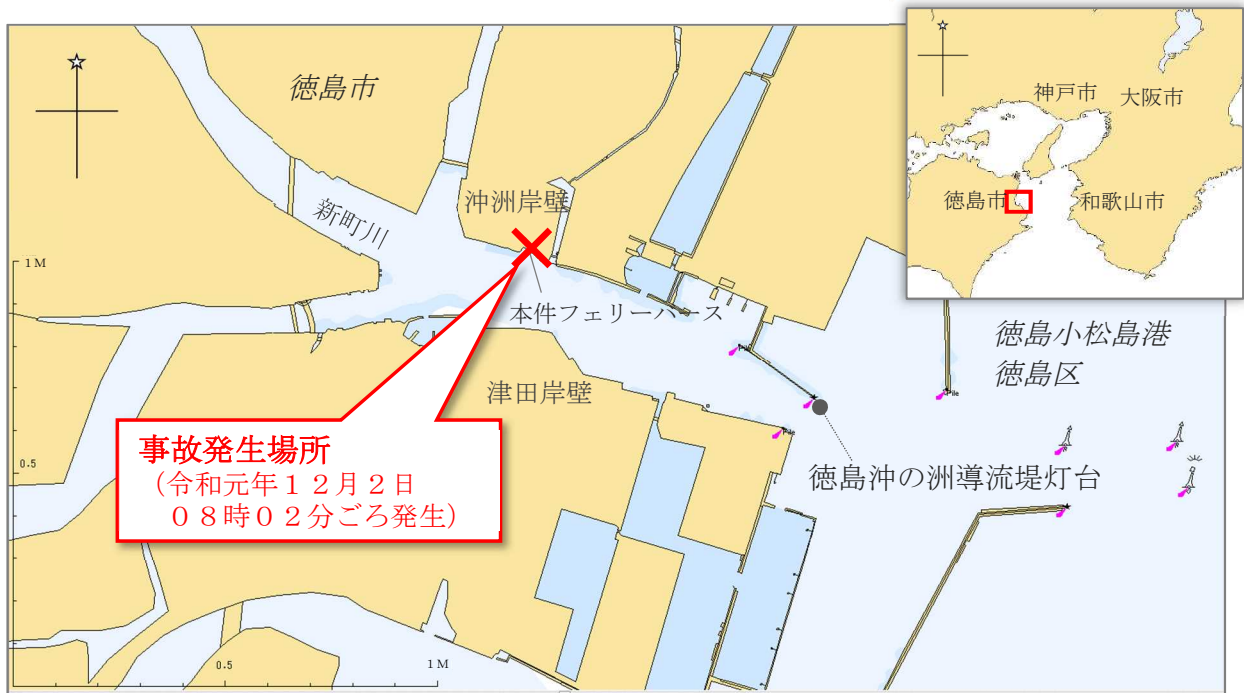 神戸市
大阪市
徳島市
和歌山市
徳島市
沖洲岸壁
新町川
1M
本件フェリーバース
徳島小松島港
徳島区
Pile
Pile
津田岸壁
Pile
事故発生場所
（令和元年１２月２日
０８時０２分ごろ発生）
0.5
徳島沖の洲導流堤灯台
0.5
1M